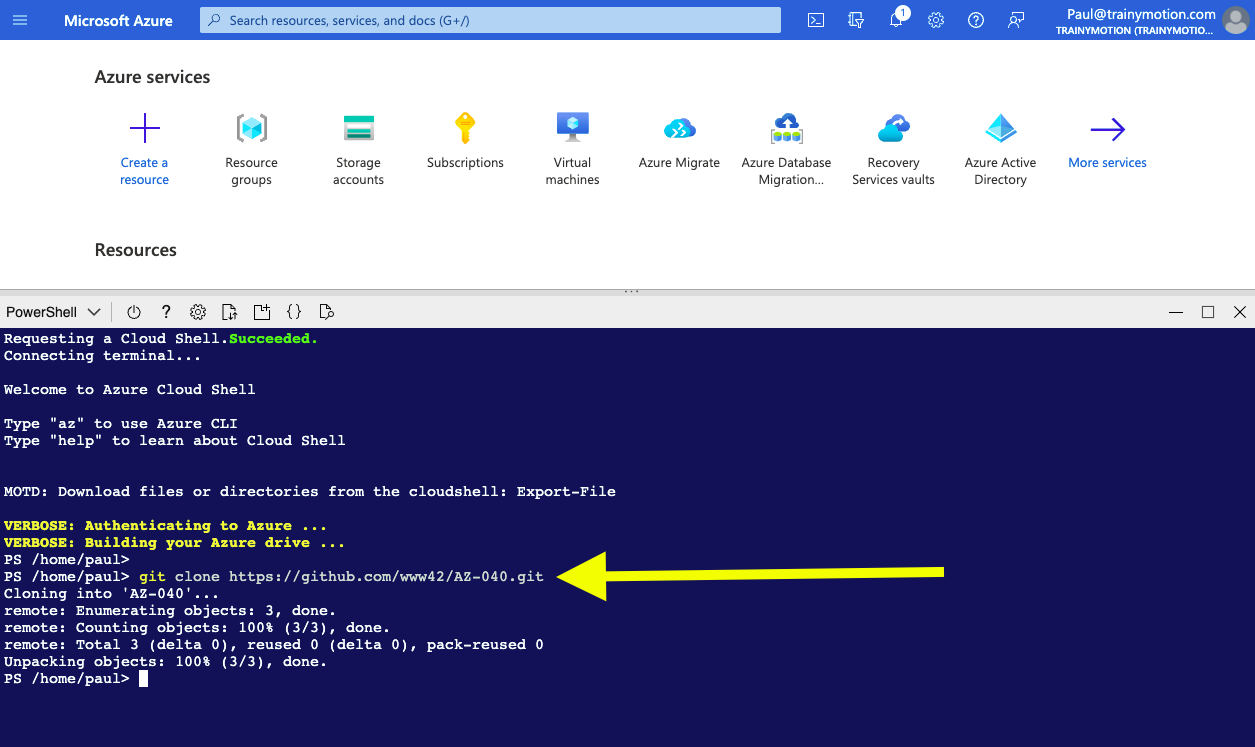 Microsoft Azure
Search resources, services, and docs (G+/)
1
Paul@trainymotion.com
TRAINYMOTION (TRAINYMOTIO...
Azure services
Create a
resource
Resource
groups
Storage
accounts
Subscriptions
Virtual
machines
Azure Migrate
Azure Database
Migration...
Recovery
Services vaults
Azure Active
Directory
More services
Resources
PowerShell
Requesting a Cloud Shell.Succeeded.
Connecting terminal...
Welcome to Azure Cloud Shell
Type "az" to use Azure CLI
Type "help" to learn about Cloud Shell
MOTD: Download files or directories from the cloudshell: Export-File
VERBOSE: Authenticating to Azure ...
VERBOSE: Building your Azure drive ...
PS /home/paul>
PS /home/paul> git clone https://github.com/www42/AZ-040.git
Cloning into 'AZ-040'...
remote: Enumerating objects: 3, done.
remote: Counting objects: 100% (3/3), done.
remote: Total 3 (delta 0), reused 0 (delta 0), pack-reused 0
Unpacking objects: 100% (3/3), done.
PS /home/paul>